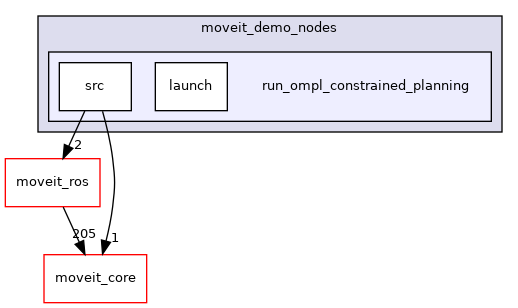 moveit_demo_nodes
src
launch
run_ompl_constrained_planning
2
moveit_ros
205
1
moveit_core